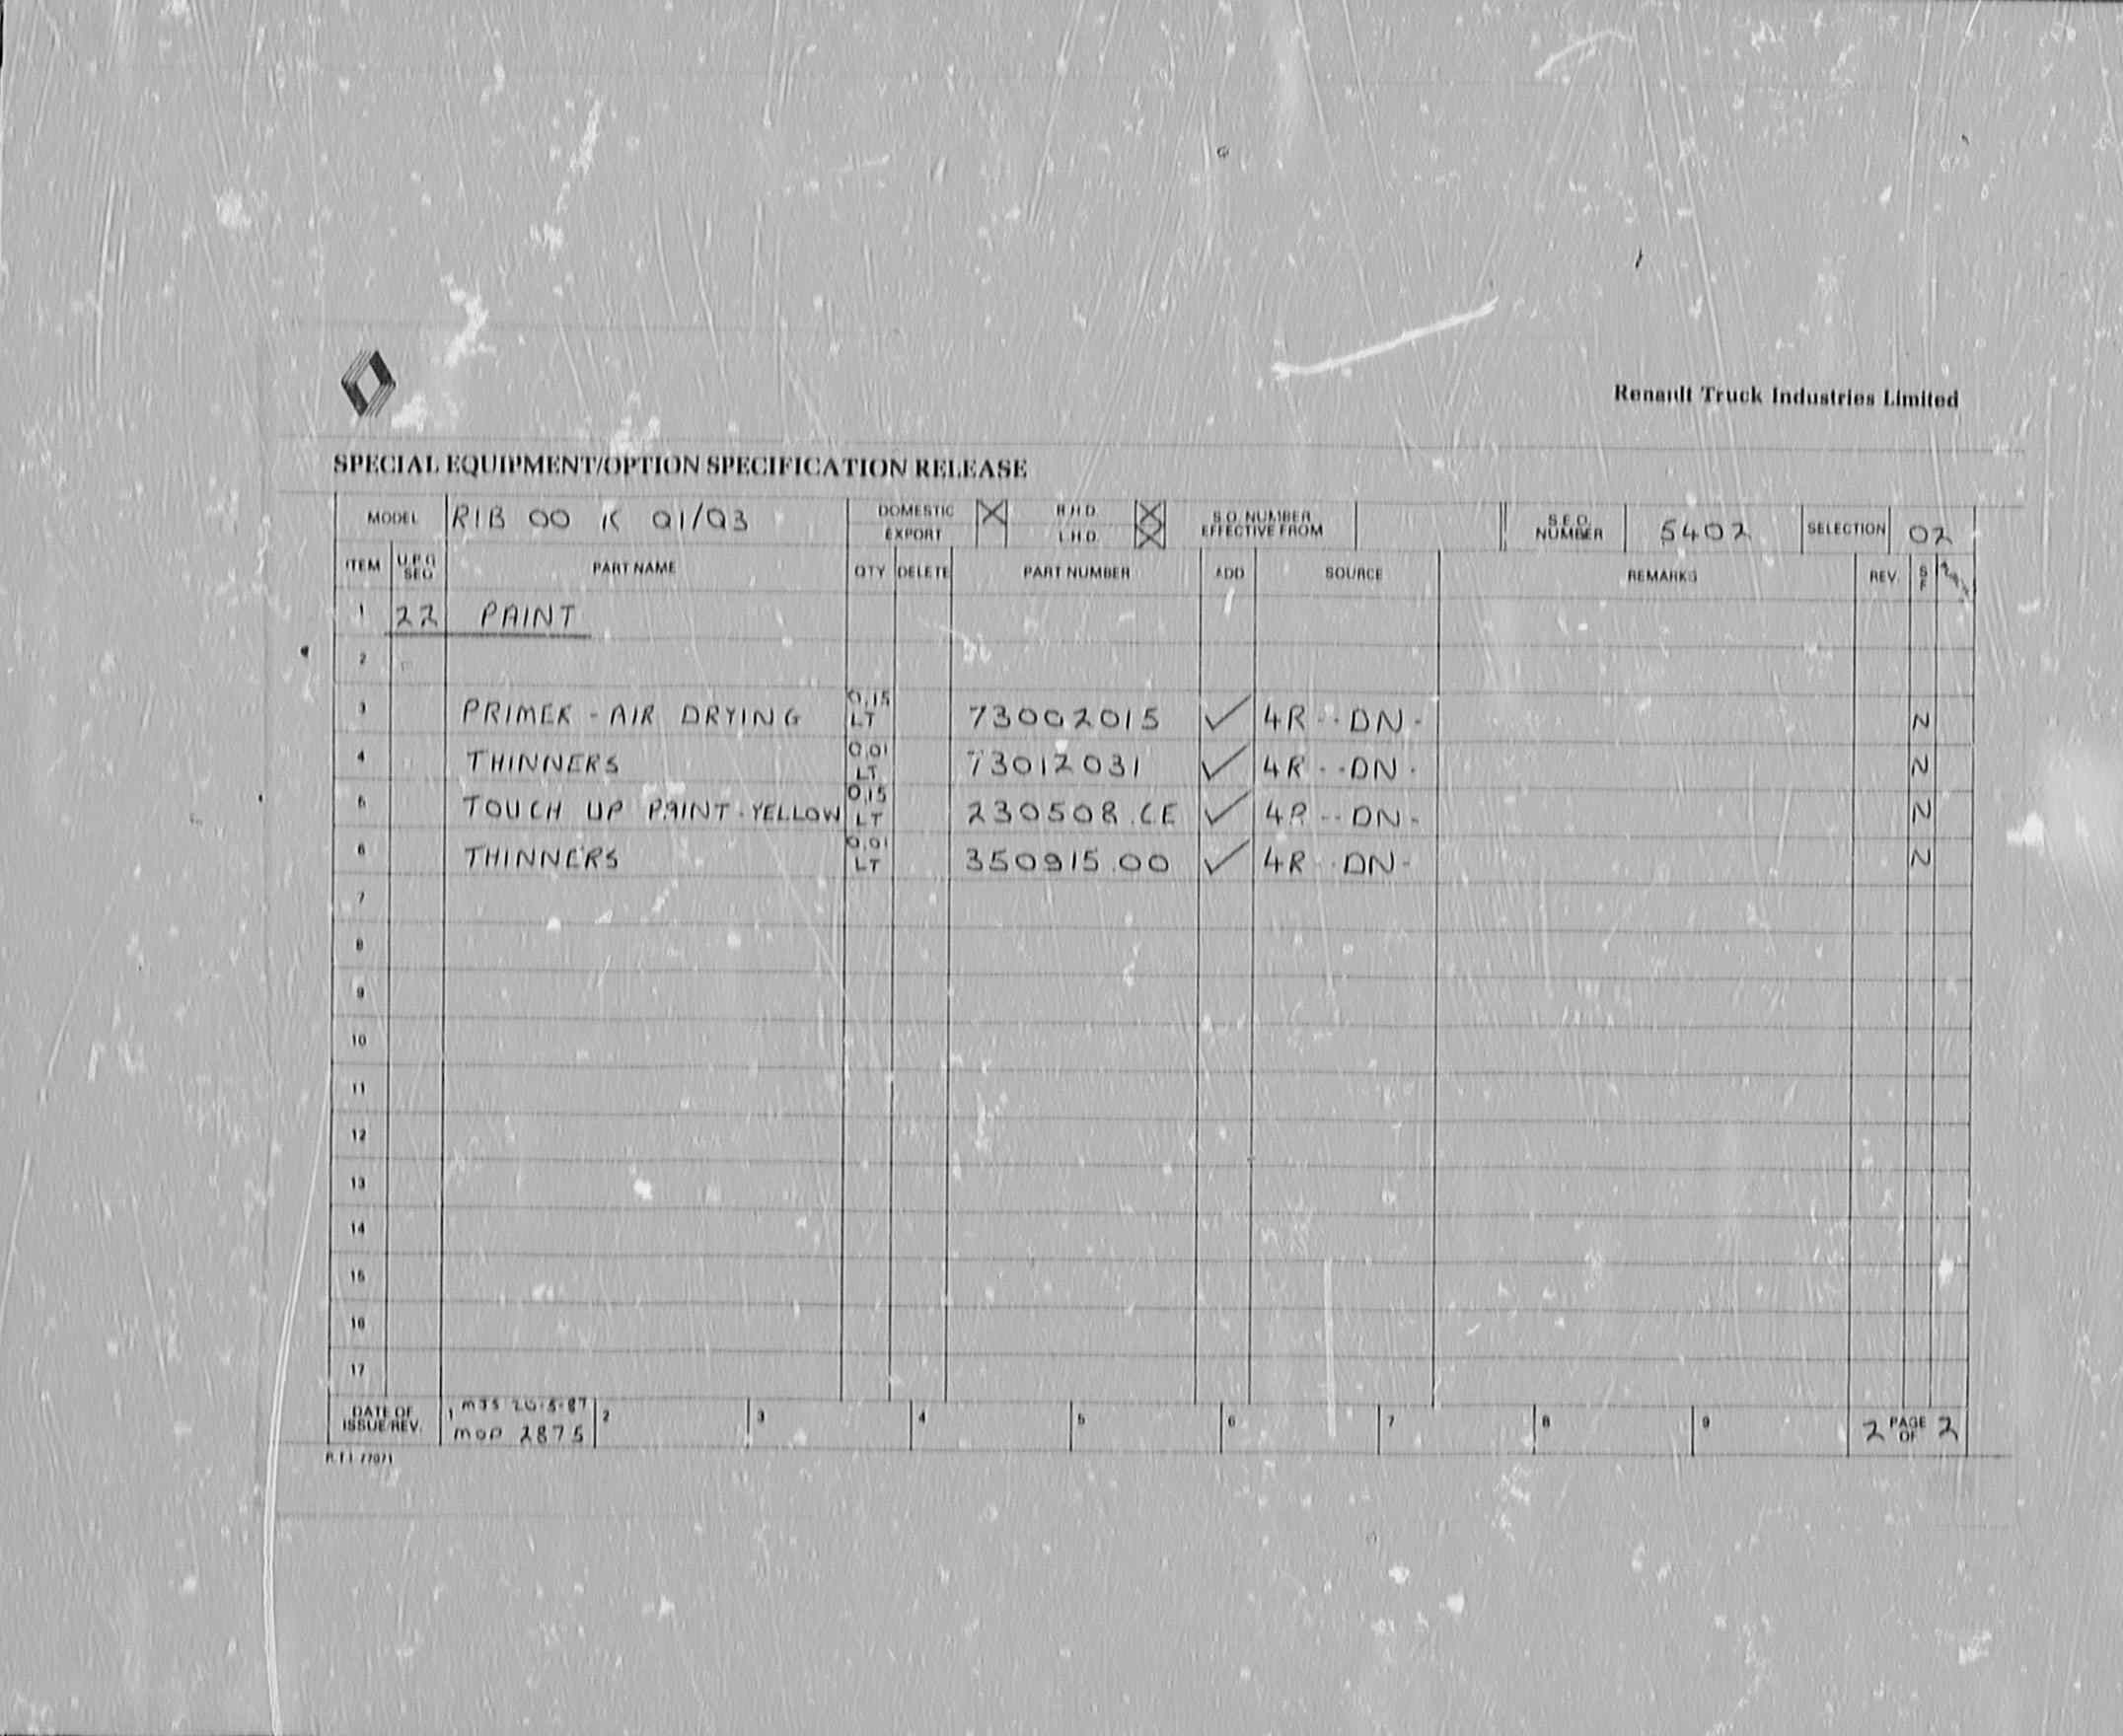 Renault Truck Industries Limited
SPECIAL EQUIPMENT/OPTION SPECIFICATION RELEASE
MODEL R1B 00 K 01/03 DOMESTIC R.H.D. S.O. NUMBER S.E.O. 5402 SELECTION 02
EXPORT L.H.D. EFFECTIVE FROM NUMBER
ITEM U.P.G SEQ PART NAME QTY DELETE PART NUMBER ADD SOURCE REMARKS REV. S F
1 22 PAINT
2
3 PRIMER - AIR DRYING 0,15 LT 73002015 ✓ 4R -- DN - N
4 THINNERS 0,01 LT 73012031 ✓ 4R -- DN - N
5 TOUCH UP PAINT - YELLOW 0,15 LT 230508.CE ✓ 4R -- DN - N
6 THINNERS 0,01 LT 350915.00 ✓ 4R -- DN - N
7
8
9
10
11
12
13
14
15
16
17
DATE OF 1 MJS 2 3 4 5 6 7 8 9 2 PAGE OF 2
ISSUE/REV. MOP 2875
R.T.I. 77071